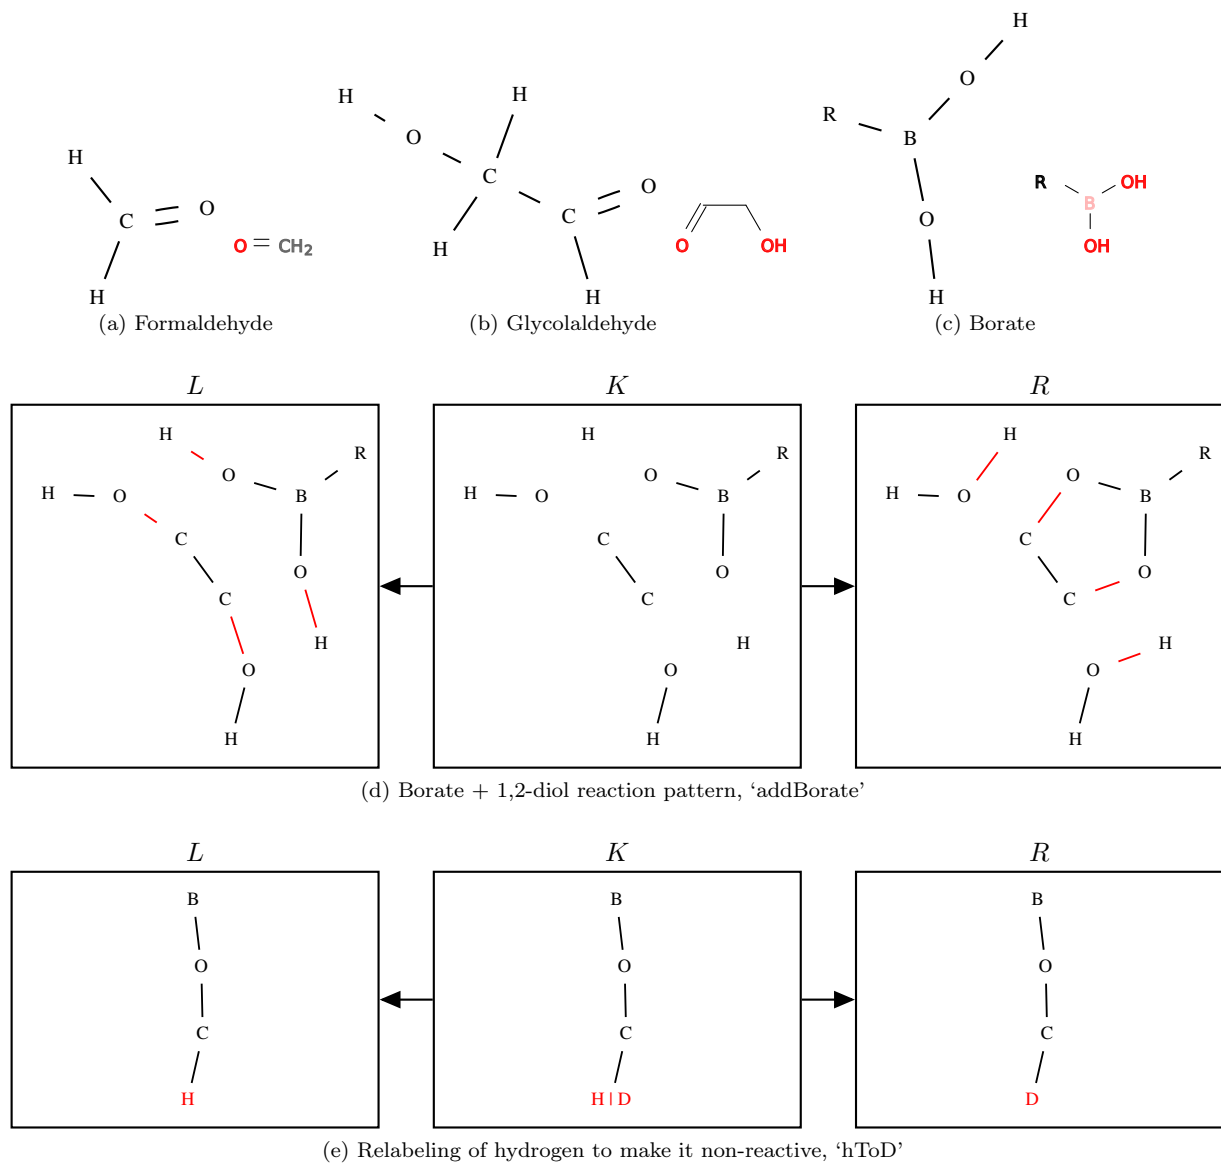 H
H
H
H
O
R
O
B
H
O
C
C
O
C
O
O
H
H
R
OH
B
O
CH2
O
OH
OH
H
H
H
(a) Formaldehyde
(b) Glycolaldehyde
(c) Borate
L
K
R
H
R
O
H
O
B
C
O
C
H
O
H
H
R
O
H
O
B
C
O
C
H
O
H
H
R
O
H
O
B
C
O
C
H
O
H
(d) Borate + 1,2-diol reaction pattern, ‘addBorate’
L
K
R
B
O
C
H
B
O
C
H | D
B
O
C
D
(e) Relabeling of hydrogen to make it non-reactive, ‘hToD’